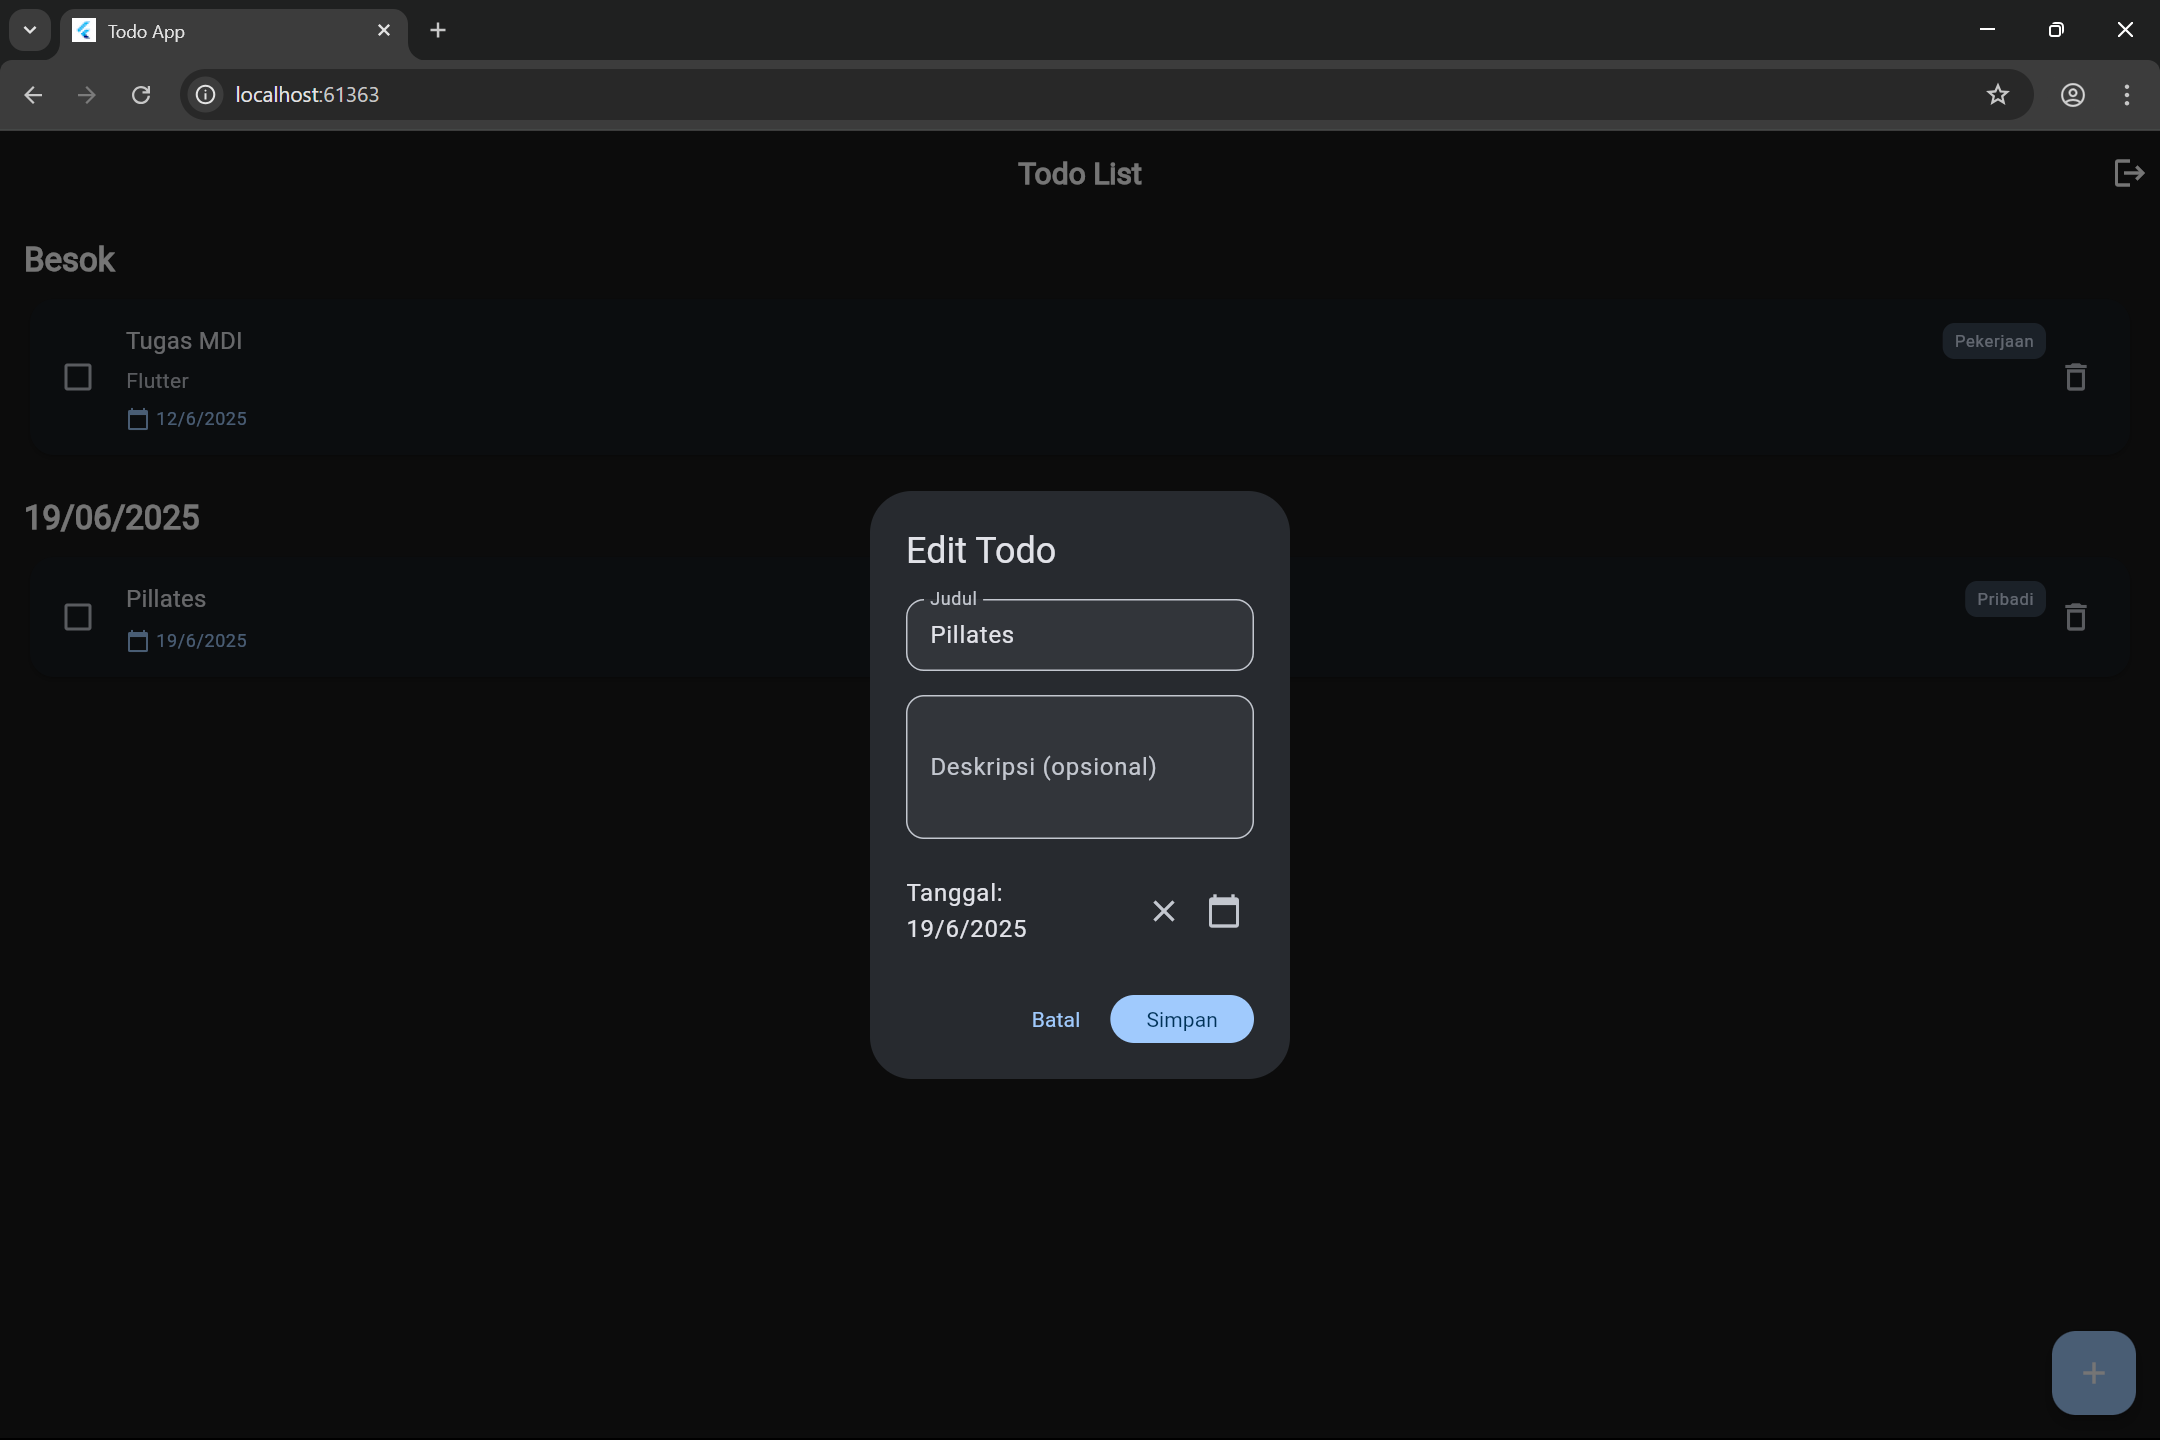 Todo App
localhost:61363
Todo List
Besok
Tugas MDI
Pekerjaan
Flutter
12/6/2025
19/06/2025
Pillates
Pribadi
19/6/2025
Edit Todo
Judul
Pillates
Deskripsi (opsional)
Tanggal:
19/6/2025
Batal
Simpan